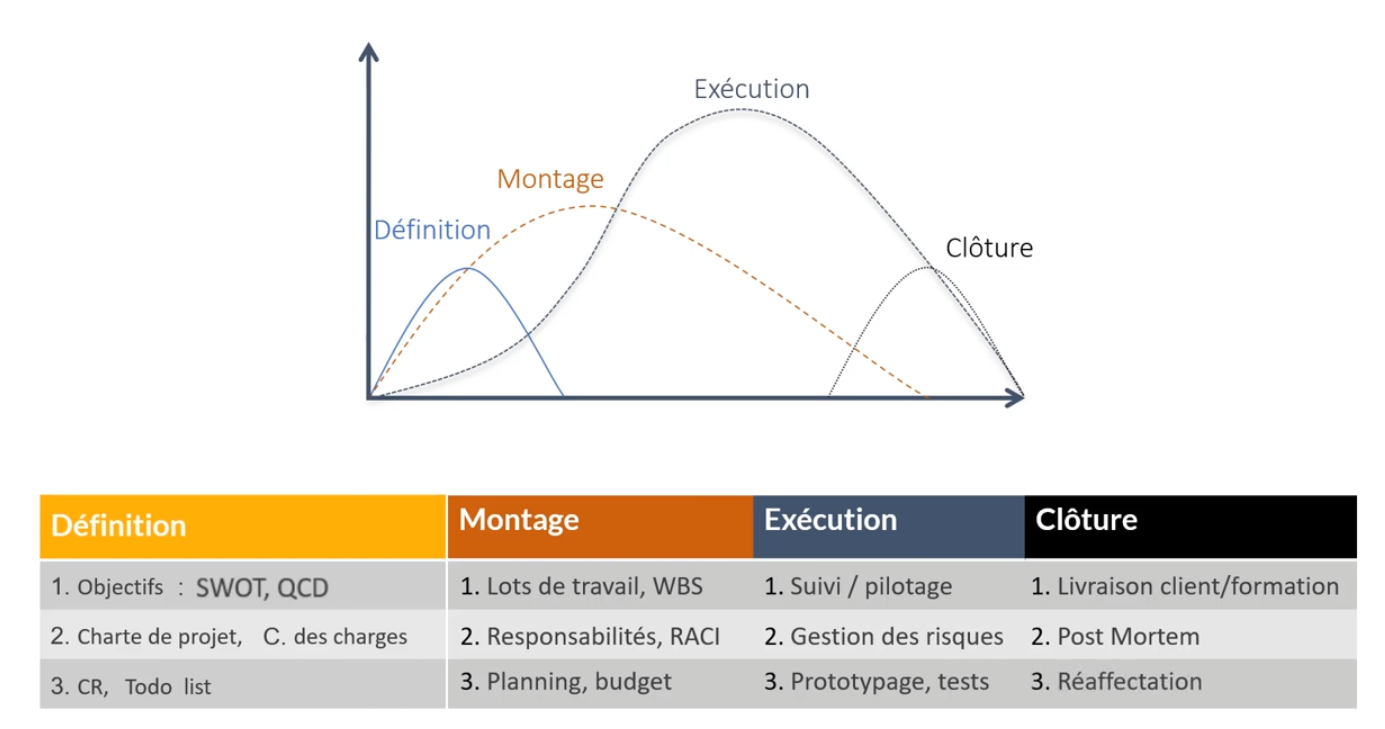 Exécution
Montage
Définition
Clôture
Définition Montage Exécution Clôture
1. Objectifs : SWOT, QCD 1. Lots de travail, WBS 1. Suivi / pilotage 1. Livraison client/formation
2. Charte de projet, C. des charges 2. Responsabilités, RACI 2. Gestion des risques 2. Post Mortem
3. CR, Todo list 3. Planning, budget 3. Prototypage, tests 3. Réaffectation